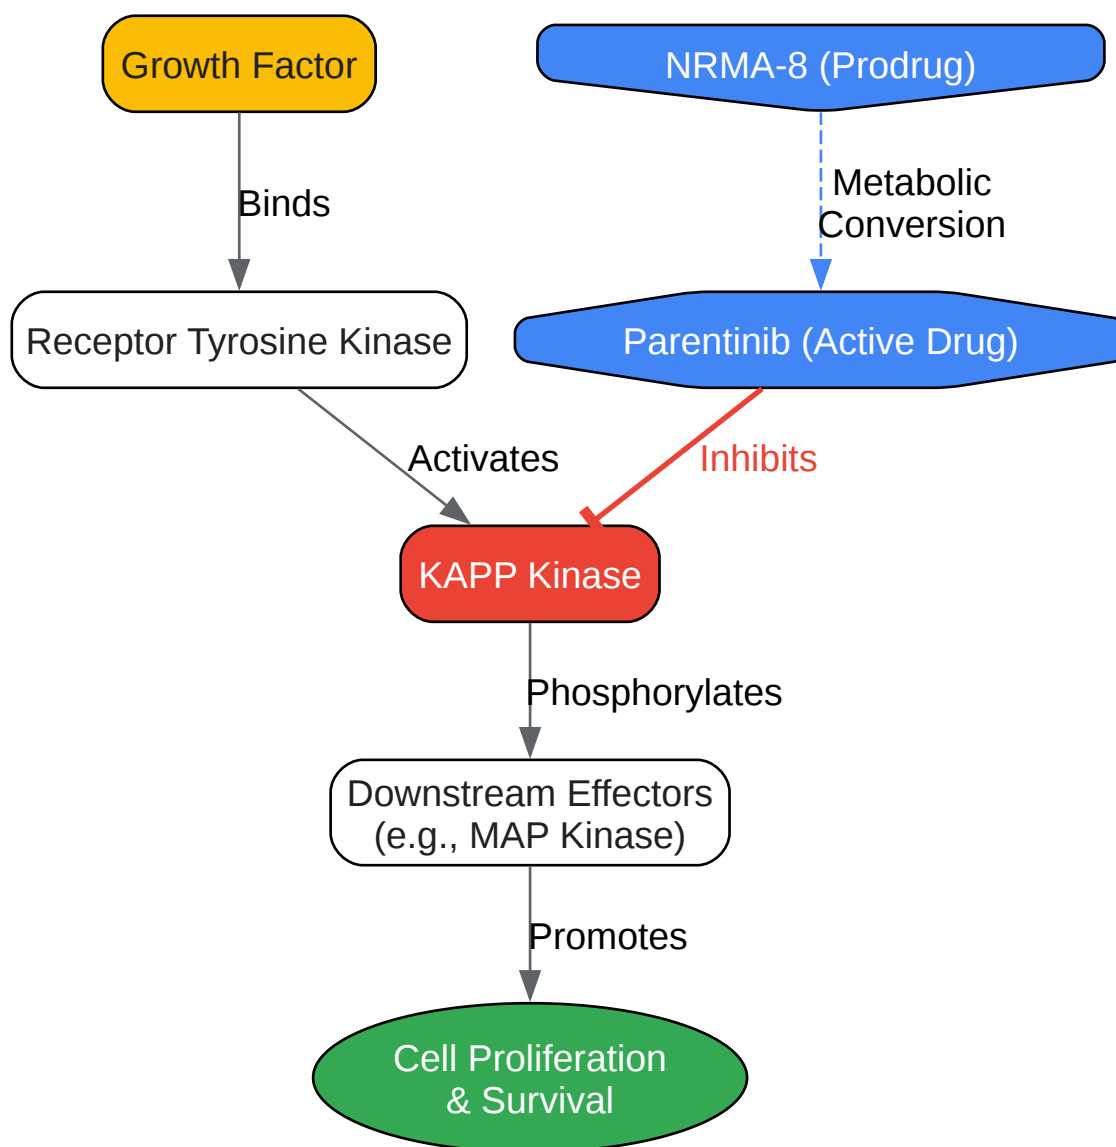 Growth Factor
NRMA-8 (Prodrug)
Binds
Metabolic
Conversion
Receptor Tyrosine Kinase
Parentinib (Active Drug)
Activates
Inhibits
KAPP Kinase
Phosphorylates
Downstream Effectors
(e.g., MAP Kinase)
Promotes
Cell Proliferation
& Survival